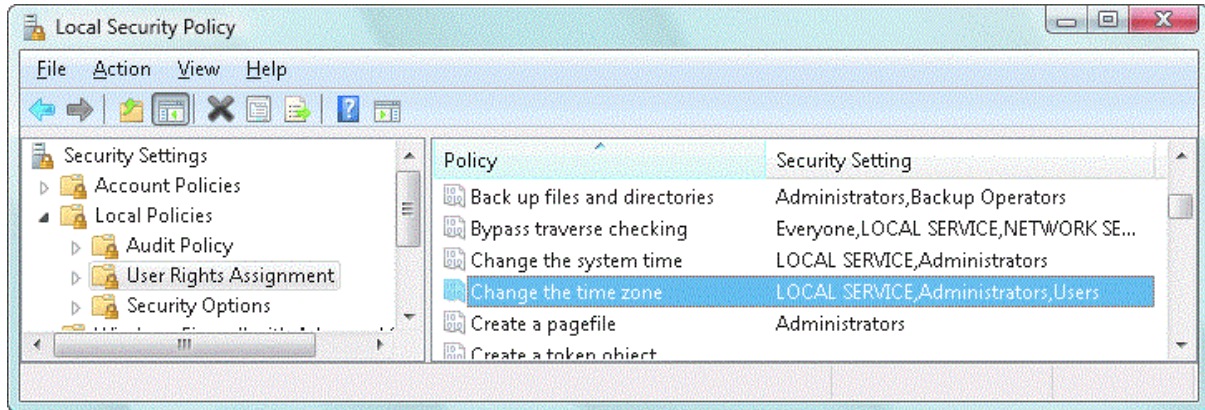 Local Security Policy
File Action View Help
Security Settings
Account Policies
Local Policies
Audit Policy
User Rights Assignment
Security Options
Policy Security Setting
Back up files and directories Administrators,Backup Operators
Bypass traverse checking Everyone,LOCAL SERVICE,NETWORK SE...
Change the system time LOCAL SERVICE,Administrators
Change the time zone LOCAL SERVICE,Administrators,Users
Create a pagefile Administrators
Create a token object